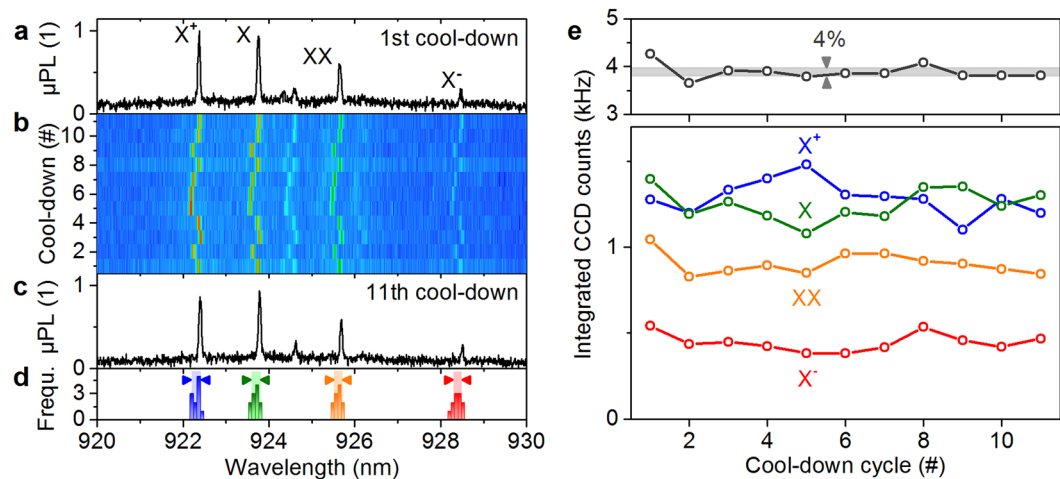 a
X⁺
X
XX
X⁻
1st cool-down
µPL (1)
1
0
b
Cool-down (#)
10
8
6
4
2
c
11th cool-down
µPL (1)
1
0
d
Frequ.
3
0
920
922
924
926
928
930
Wavelength (nm)
e
5
4
3
4%
Integrated CCD counts (kHz)
X⁺
X
XX
X⁻
1
0
2
4
6
8
10
Cool-down cycle (#)